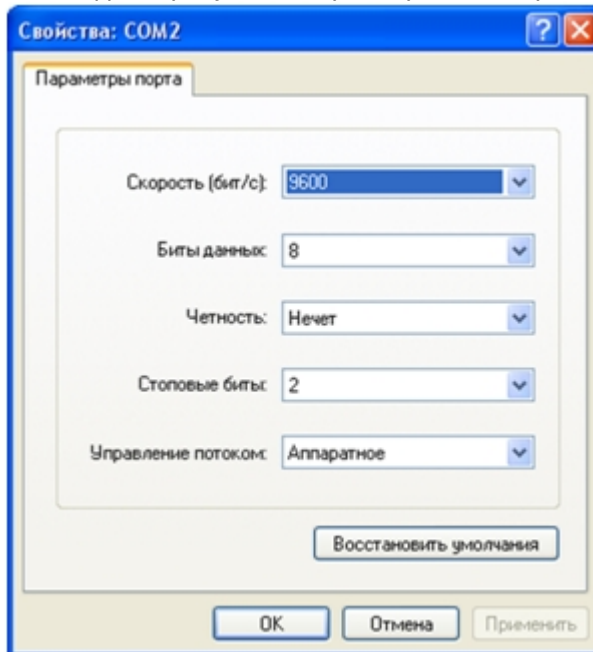 Свойства: COM2
Параметры порта
Скорость (бит/с): 9600
Биты данных: 8
Четность: Нечет
Стоповые биты: 2
Управление потоком: Аппаратное
Восстановить умолчания
OK Отмена Применить